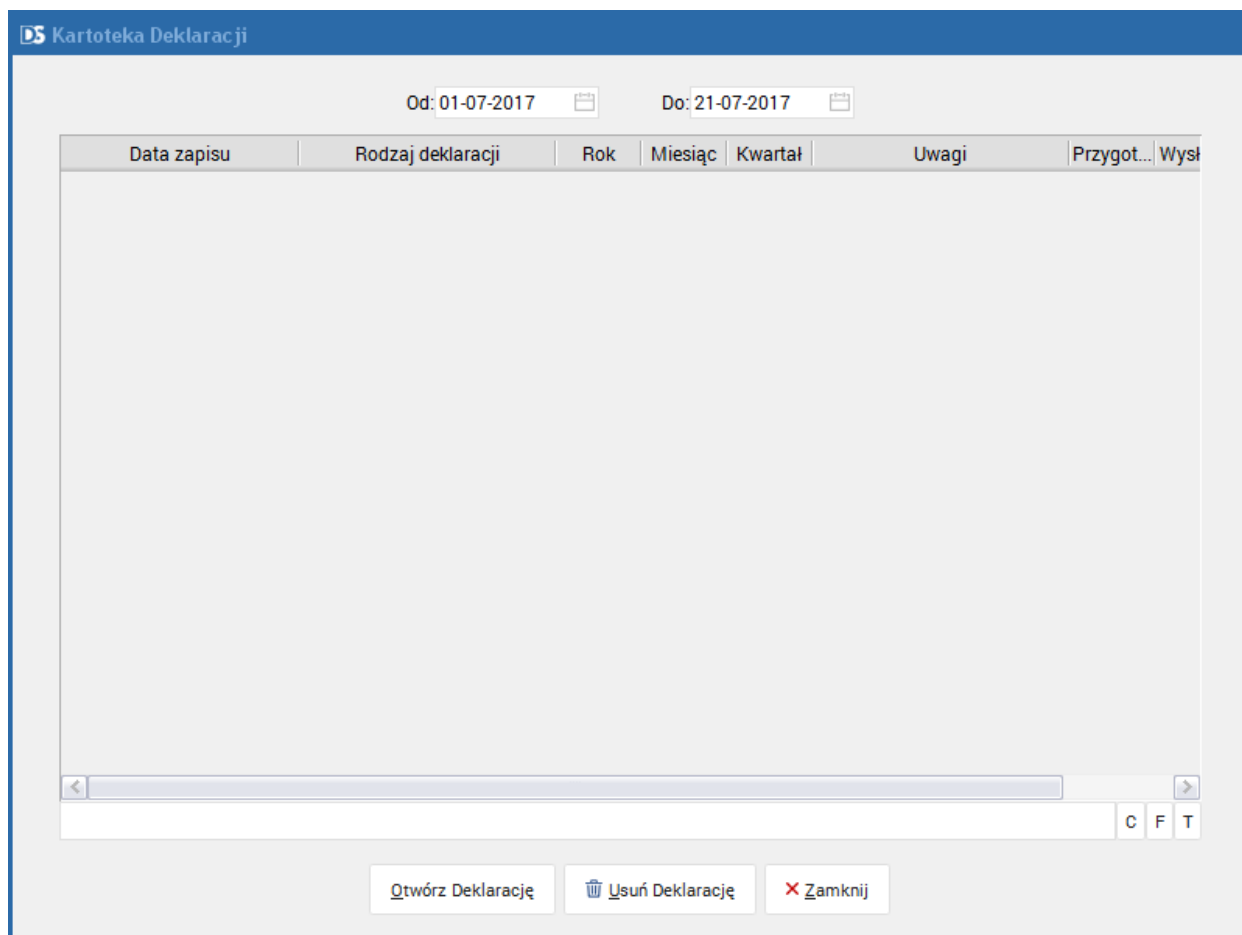 DS Kartoteka Deklaracji
Od: 01-07-2017 Do: 21-07-2017
Data zapisu Rodzaj deklaracji Rok Miesiąc Kwartał Uwagi Przygot... Wysł
C F T
Otwórz Deklarację Usuń Deklarację Zamknij